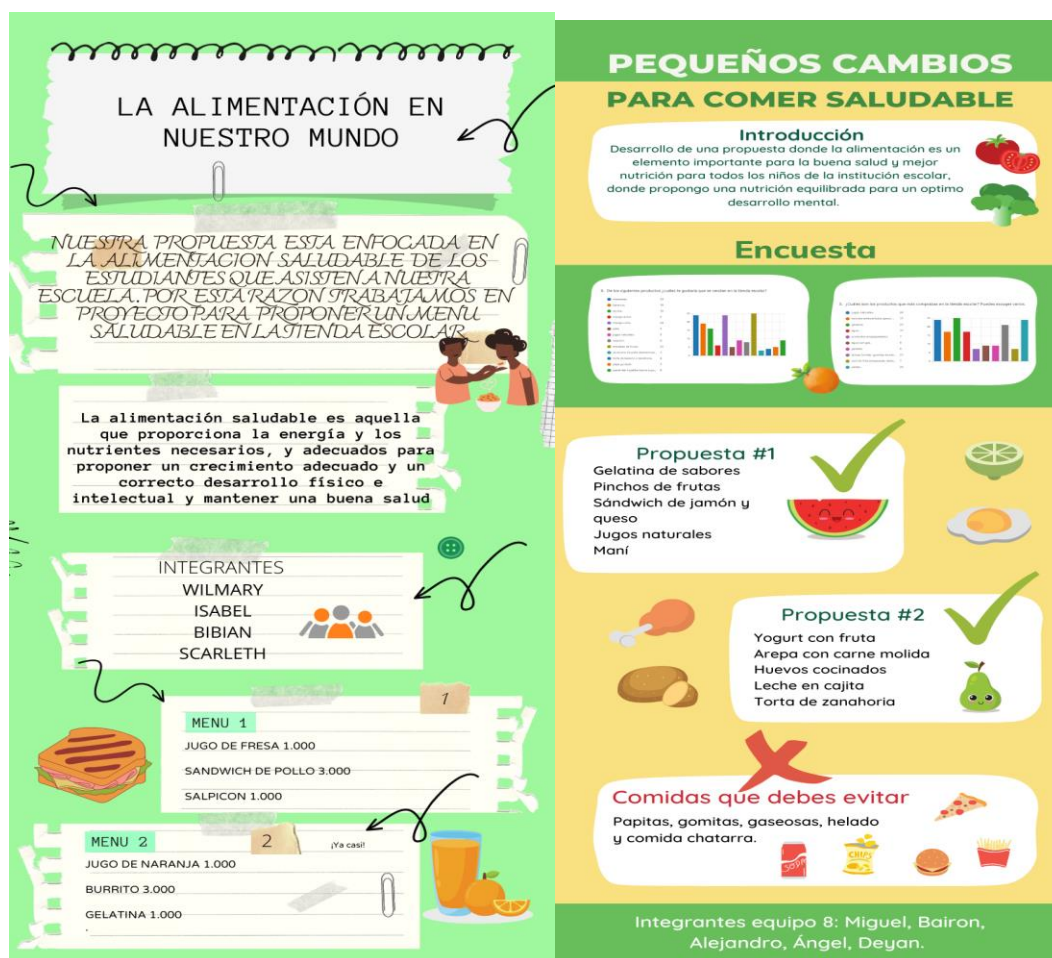 LA ALIMENTACIÓN EN
NUESTRO MUNDO
NUESTRA PROPUESTA ESTA ENFOCADA EN
LA ALIMENTACION SALUDABLE DE LOS
ESTUDIANTES QUE ASISTEN A NUESTRA
ESCUELA. POR ESTA RAZON TRABAJAMOS EN
PROYECTO PARA PROPONER UN MENU
SALUDABLE EN LA TIENDA ESCOLAR
La alimentación saludable es aquella
que proporciona la energía y los
nutrientes necesarios, y adecuados para
proponer un crecimiento adecuado y un
correcto desarrollo físico e
intelectual y mantener una buena salud
INTEGRANTES
WILMARY
ISABEL
BIBIAN
SCARLETH
1
MENU 1
JUGO DE FRESA 1.000
SANDWICH DE POLLO 3.000
SALPICON 1.000
MENU 2
2
¡Ya casi!
JUGO DE NARANJA 1.000
BURRITO 3.000
GELATINA 1.000
.
PEQUEÑOS CAMBIOS
PARA COMER SALUDABLE
Introducción
Desarrollo de una propuesta donde la alimentación es un
elemento importante para la buena salud y mejor
nutrición para todos los niños de la institución escolar,
donde propongo una nutrición equilibrada para un optimo
desarrollo mental.
Encuesta
Propuesta #1
Gelatina de sabores
Pinchos de frutas
Sándwich de jamón y
queso
Jugos naturales
Maní
Propuesta #2
Yogurt con fruta
Arepa con carne molida
Huevos cocinados
Leche en cajita
Torta de zanahoria
Comidas que debes evitar
Papitas, gomitas, gaseosas, helado
y comida chatarra.
SODA
CHIPS
Integrantes equipo 8: Miguel, Bairon,
Alejandro, Ángel, Deyan.